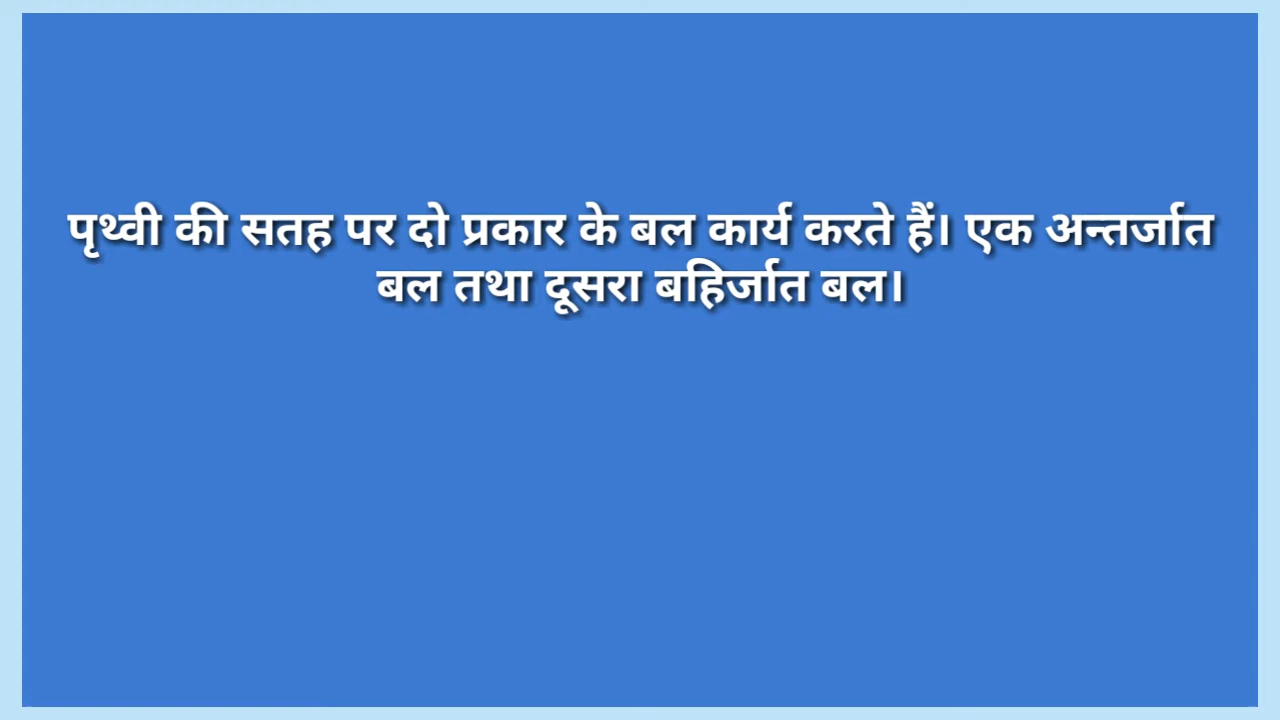 पृथ्वी की सतह पर दो प्रकार के बल कार्य करते हैं। एक अन्तर्जात
बल तथा दूसरा बहिर्जात बल।